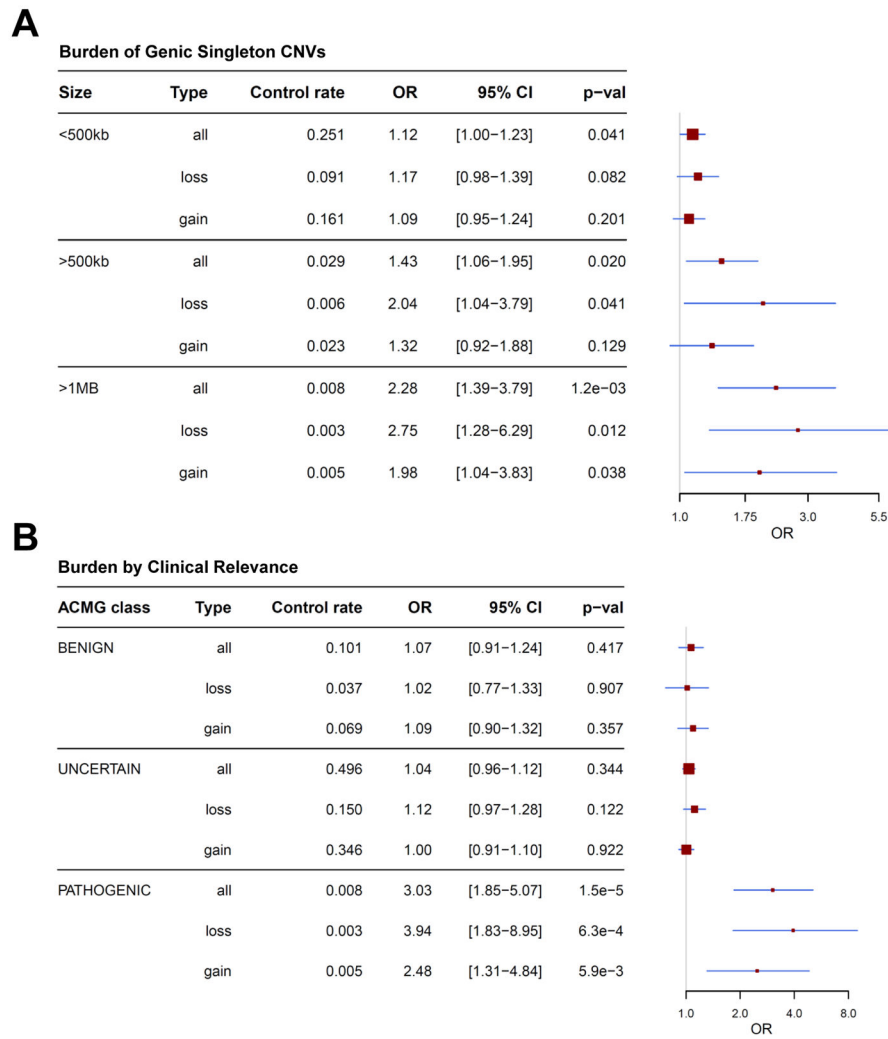 A
Burden of Genic Singleton CNVs
Size Type Control rate OR 95% CI p−val
<500kb all 0.251 1.12 [1.00−1.23] 0.041
loss 0.091 1.17 [0.98−1.39] 0.082
gain 0.161 1.09 [0.95−1.24] 0.201
>500kb all 0.029 1.43 [1.06−1.95] 0.020
loss 0.006 2.04 [1.04−3.79] 0.041
gain 0.023 1.32 [0.92−1.88] 0.129
>1MB all 0.008 2.28 [1.39−3.79] 1.2e−03
loss 0.003 2.75 [1.28−6.29] 0.012
gain 0.005 1.98 [1.04−3.83] 0.038
1.0 1.75 3.0 5.5
OR
B
Burden by Clinical Relevance
ACMG class Type Control rate OR 95% CI p−val
BENIGN all 0.101 1.07 [0.91−1.24] 0.417
loss 0.037 1.02 [0.77−1.33] 0.907
gain 0.069 1.09 [0.90−1.32] 0.357
UNCERTAIN all 0.496 1.04 [0.96−1.12] 0.344
loss 0.150 1.12 [0.97−1.28] 0.122
gain 0.346 1.00 [0.91−1.10] 0.922
PATHOGENIC all 0.008 3.03 [1.85−5.07] 1.5e-5
loss 0.003 3.94 [1.83−8.95] 6.3e-4
gain 0.005 2.48 [1.31−4.84] 5.9e-3
1.0 2.0 4.0 8.0
OR